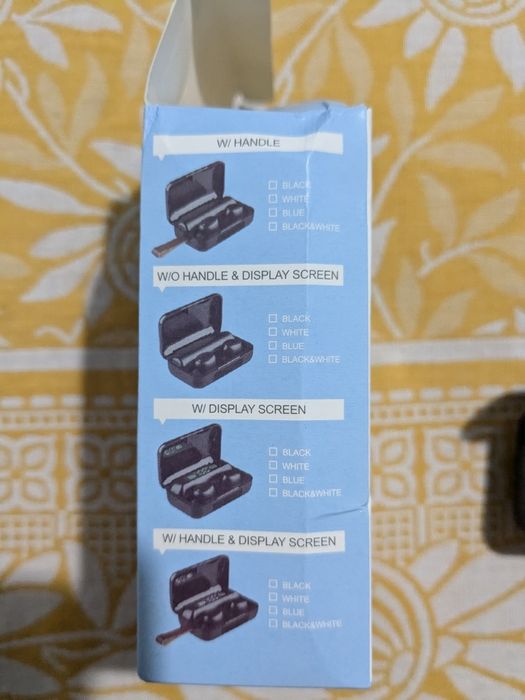 W/ HANDLE
☐ BLACK
☐ WHITE
☐ BLUE
☐ BLACK&WHITE
W/O HANDLE & DISPLAY SCREEN
☐ BLACK
☐ WHITE
☐ BLUE
☐ BLACK&WHITE
W/ DISPLAY SCREEN
☐ BLACK
☐ WHITE
☐ BLUE
☐ BLACK&WHITE
W/ HANDLE & DISPLAY SCREEN
☐ BLACK
☐ WHITE
☐ BLUE
☐ BLACK&WHITE